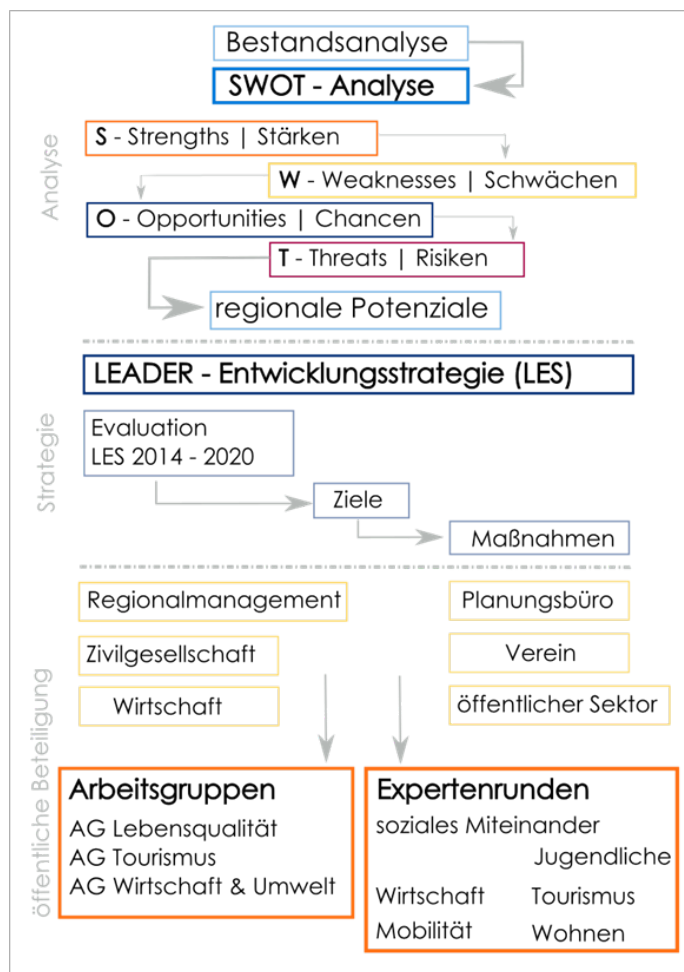 Bestandsanalyse
SWOT - Analyse
Analyse
S - Strengths | Stärken
W - Weaknesses | Schwächen
O - Opportunities | Chancen
T - Threats | Risiken
regionale Potenziale
Strategie
LEADER - Entwicklungsstrategie (LES)
Evaluation
LES 2014 - 2020
Ziele
Maßnahmen
öffentliche Beteiligung
Regionalmanagement
Planungsbüro
Zivilgesellschaft
Verein
Wirtschaft
öffentlicher Sektor
Arbeitsgruppen
AG Lebensqualität
AG Tourismus
AG Wirtschaft & Umwelt
Expertenrunden
soziales Miteinander
Jugendliche
Wirtschaft
Tourismus
Mobilität
Wohnen